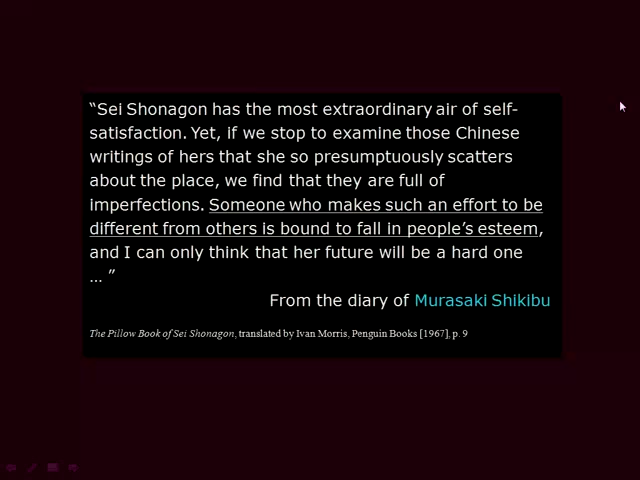 “Sei Shonagon has the most extraordinary air of self-
satisfaction. Yet, if we stop to examine those Chinese
writings of hers that she so presumptuously scatters
about the place, we find that they are full of
imperfections. Someone who makes such an effort to be
different from others is bound to fall in people’s esteem,
and I can only think that her future will be a hard one
… ”
From the diary of Murasaki Shikibu
The Pillow Book of Sei Shonagon, translated by Ivan Morris, Penguin Books [1967], p. 9